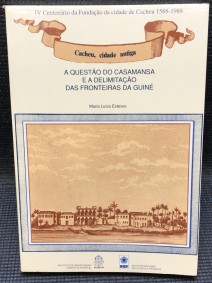 IV Centenário da Fundação da cidade de Cacheu 1588-1988
Cacheu, cidade antiga
A QUESTÃO DO CASAMANSA
E A DELIMITAÇÃO
DAS FRONTEIRAS DA GUINÉ
Maria Luísa Esteves